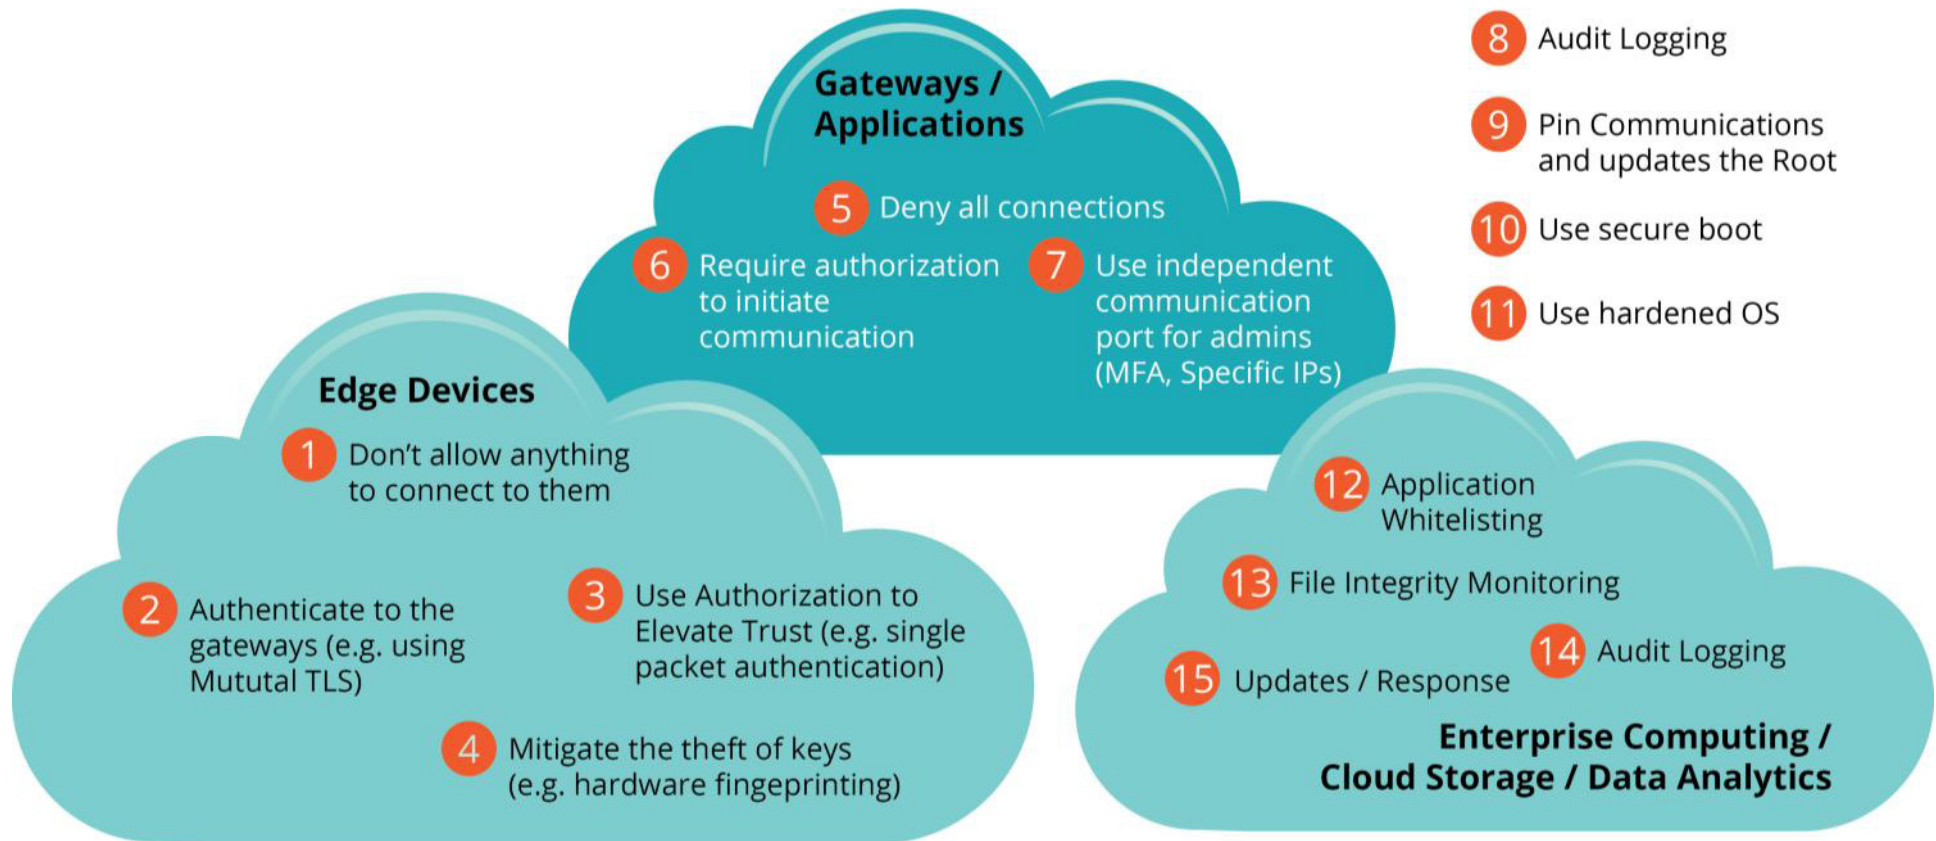 Gateways /
Applications
5 Deny all connections
6 Require authorization
to initiate
communication
7 Use independent
communication
port for admins
(MFA, Specific IPs)
8 Audit Logging
9 Pin Communications
and updates the Root
10 Use secure boot
11 Use hardened OS
Edge Devices
1 Don’t allow anything
to connect to them
2 Authenticate to the
gateways (e.g. using
Mututal TLS)
3 Use Authorization to
Elevate Trust (e.g. single
packet authentication)
4 Mitigate the theft of keys
(e.g. hardware fingeprinting)
12 Application
Whitelisting
13 File Integrity Monitoring
14 Audit Logging
15 Updates / Response
Enterprise Computing /
Cloud Storage / Data Analytics